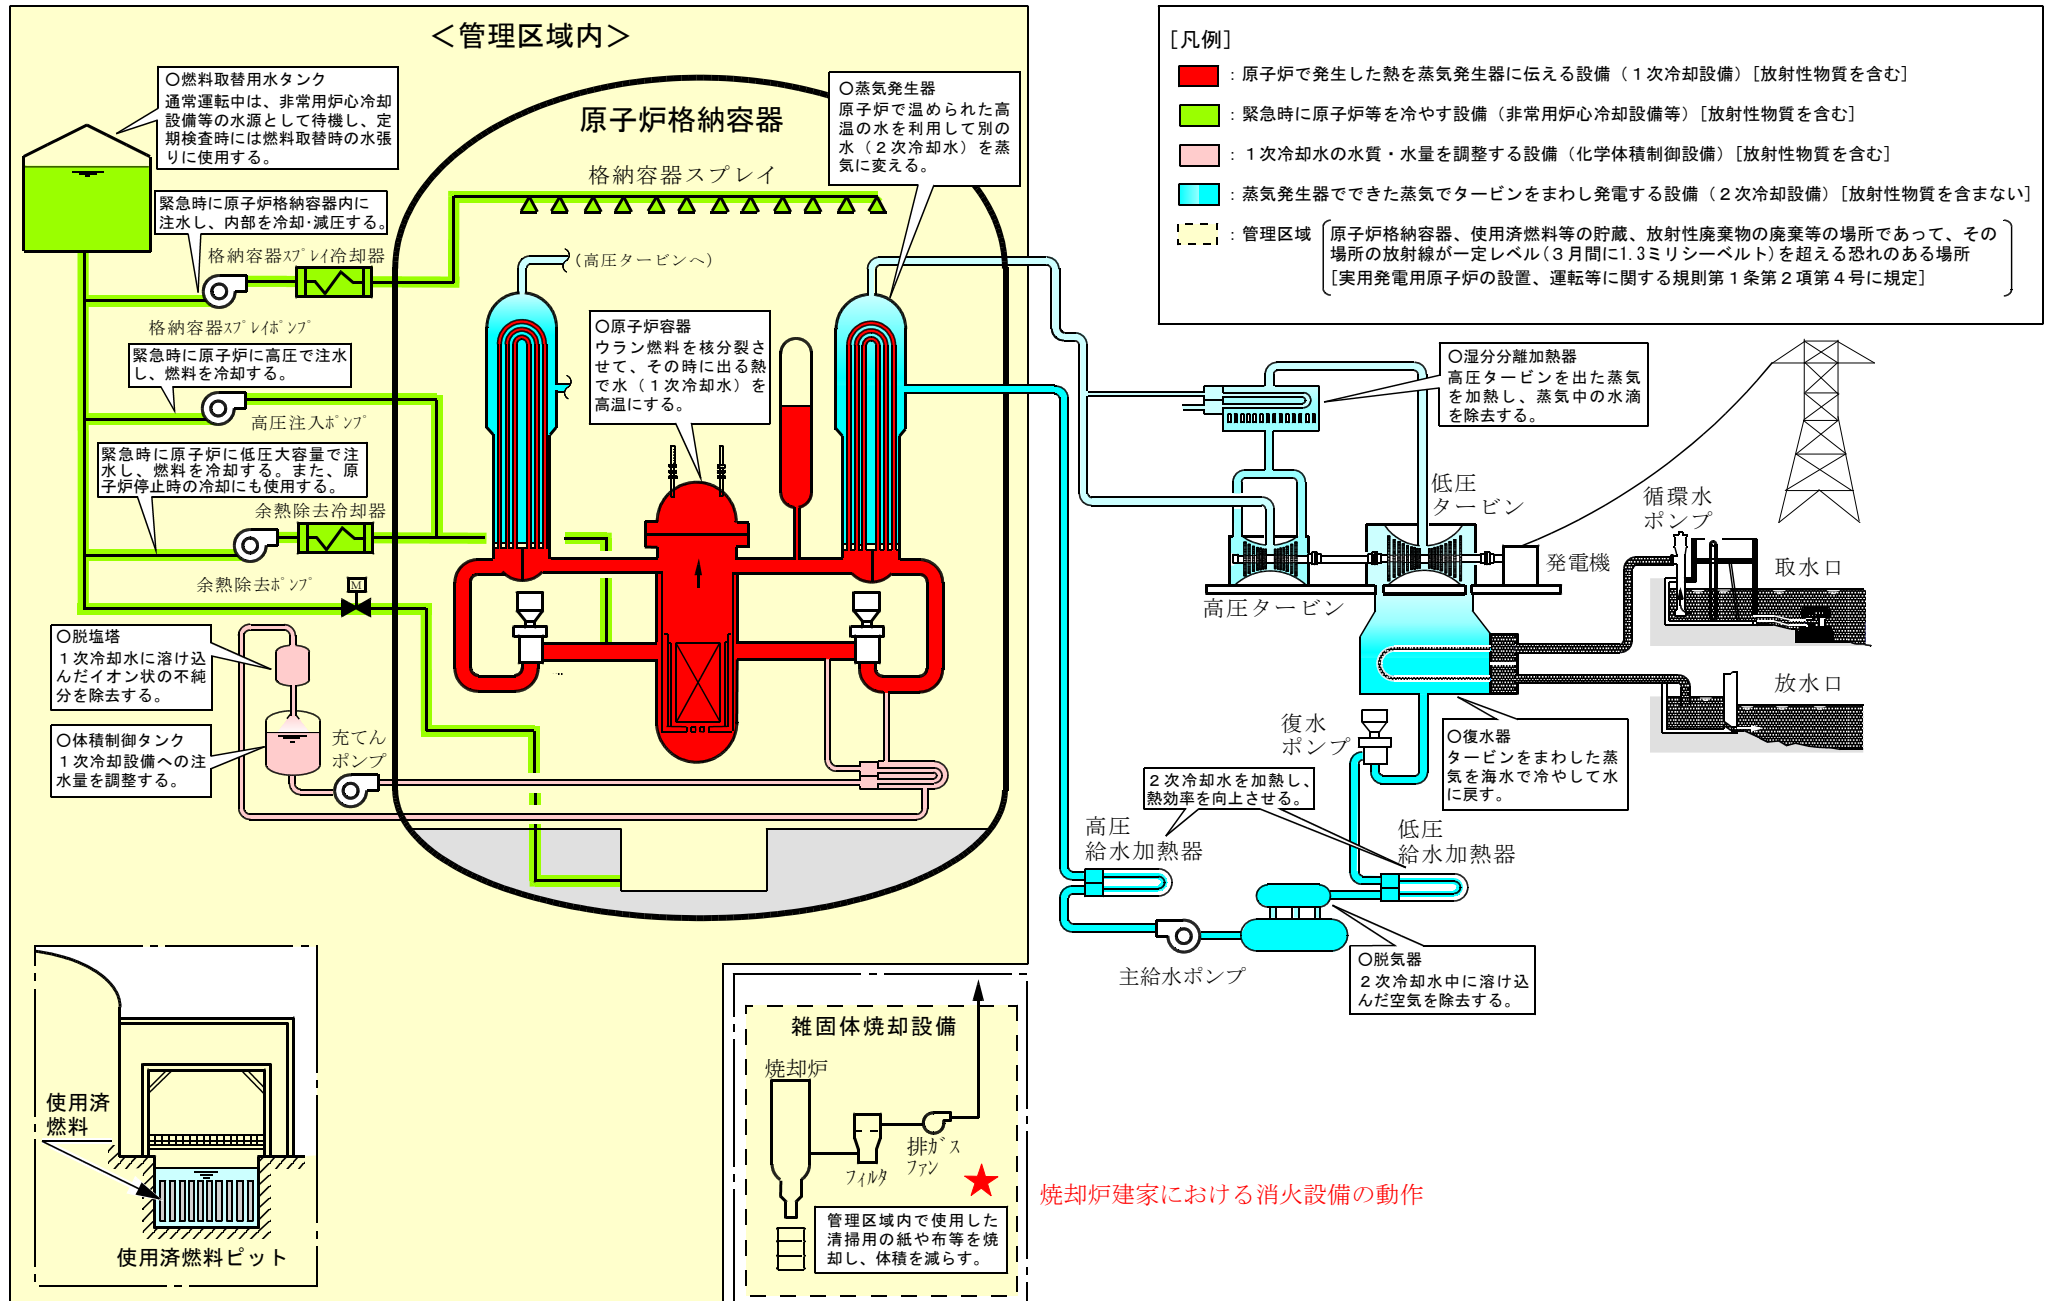 ＜管理区域内＞
○燃料取替用水タンク
通常運転中は、非常用炉心冷却
設備等の水源として待機し、定
期検査時には燃料取替時の水張
りに使用する。
原子炉格納容器
格納容器スプレイ
○蒸気発生器
原子炉で温められた高
温の水を利用して別の
水（２次冷却水）を蒸
気に変える。
緊急時に原子炉格納容器内に
注水し、内部を冷却･減圧する。
格納容器ｽﾌﾟﾚｲ冷却器
格納容器ｽﾌﾟﾚｲﾎﾟﾝﾌﾟ
(高圧タービンへ)
○原子炉容器
ウラン燃料を核分裂さ
せて、その時に出る熱
で水（１次冷却水）を
高温にする。
緊急時に原子炉に高圧で注水
し、燃料を冷却する。
高圧注入ﾎﾟﾝﾌﾟ
緊急時に原子炉に低圧大容量で注
水し、燃料を冷却する。また、原
子炉停止時の冷却にも使用する。
余熱除去冷却器
余熱除去ﾎﾟﾝﾌﾟ
M
○脱塩塔
１次冷却水に溶け込
んだイオン状の不純
分を除去する。
○体積制御タンク
１次冷却設備への注
水量を調整する。
充てん
ポンプ
[凡例]
：原子炉で発生した熱を蒸気発生器に伝える設備（１次冷却設備）[放射性物質を含む]
：緊急時に原子炉等を冷やす設備（非常用炉心冷却設備等）[放射性物質を含む]
：１次冷却水の水質・水量を調整する設備（化学体積制御設備）[放射性物質を含む]
：蒸気発生器でできた蒸気でタービンをまわし発電する設備（２次冷却設備）[放射性物質を含まない]
：管理区域
原子炉格納容器、使用済燃料等の貯蔵、放射性廃棄物の廃棄等の場所であって、その
場所の放射線が一定レベル(３月間に1.3ミリシーベルト)を超える恐れのある場所
[実用発電用原子炉の設置、運転等に関する規則第１条第２項第４号に規定]
○湿分分離加熱器
高圧タービンを出た蒸気
を加熱し、蒸気中の水滴
を除去する。
低圧
タービン
高圧タービン
発電機
循環水
ポンプ
取水口
放水口
復水
ポンプ
○復水器
タービンをまわした蒸
気を海水で冷やして水
に戻す。
２次冷却水を加熱し、
熱効率を向上させる。
高圧
給水加熱器
低圧
給水加熱器
主給水ポンプ
○脱気器
２次冷却水中に溶け込
んだ空気を除去する。
使用済
燃料
使用済燃料ピット
雑固体焼却設備
焼却炉
フィルタ
排ガス
ファン
管理区域内で使用した
清掃用の紙や布等を焼
却し、体積を減らす。
焼却炉建家における消火設備の動作